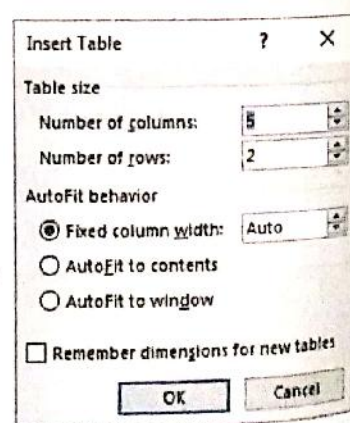 Insert Table ? ×
Table size
Number of columns: 5
Number of rows: 2
AutoFit behavior
Fixed column width: Auto
AutoFit to contents
AutoFit to window
Remember dimensions for new tables
OK Cancel